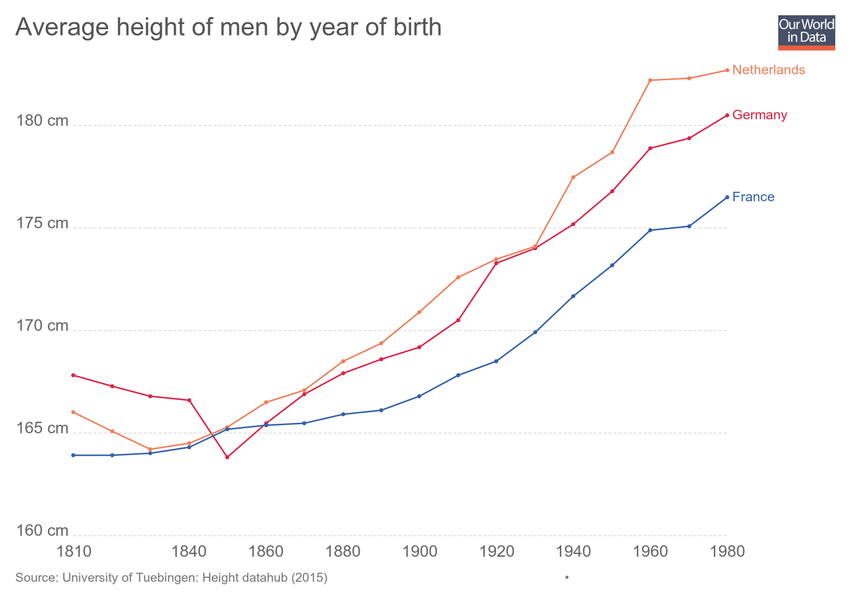 Average height of men by year of birth
Our World
in Data
Netherlands
180 cm
Germany
France
175 cm
170 cm
165 cm
160 cm
1810 1840 1860 1880 1900 1920 1940 1960 1980
Source: University of Tuebingen: Height datahub (2015)